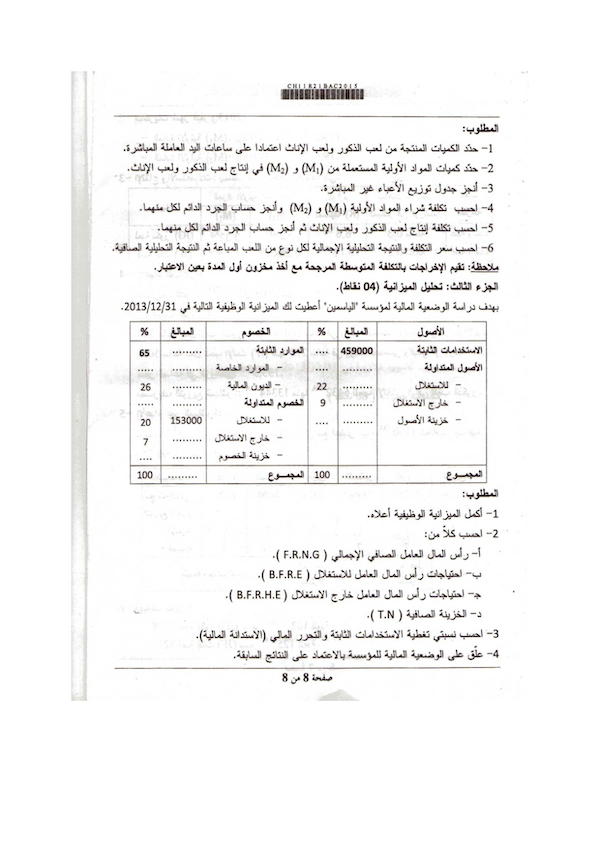 CH11R21BAC2015
المطلوب:
1- حدّد الكميات المنتجة من لعب الذكور ولعب الإناث اعتمادا على ساعات اليد العاملة المباشرة.
2- حدّد كميات المواد الأولية المستعملة من (M₁) و (M₂) في إنتاج لعب الذكور ولعب الإناث.
3- أنجز جدول توزيع الأعباء غير المباشرة.
4- احسب تكلفة شراء المواد الأولية (M₁) و (M₂) وأنجز حساب الجرد الدائم لكل منهما.
5- احسب تكلفة إنتاج لعب الذكور ولعب الإناث ثم أنجز حساب الجرد الدائم لكل منهما.
6- احسب سعر التكلفة والنتيجة التحليلية الإجمالية لكل نوع من اللعب المباعة ثم النتيجة التحليلية الصافية.
ملاحظة: تقيم الإخراجات بالتكلفة المتوسطة المرجحة مع أخذ مخزون أول المدة بعين الاعتبار.
الجزء الثالث: تحليل الميزانية (04 نقاط).
بهدف دراسة الوضعية المالية لمؤسسة "الياسمين" أعطيت لك الميزانية الوظيفية التالية في 2013/12/31.
الأصول المبالغ % الخصوم المبالغ %
الاستخدامات الثابتة 459000 .... الموارد الثابتة ......... 65
الأصول المتداولة ......... .... - الموارد الخاصة ......... .....
- للاستغلال ......... 22 - الديون المالية ......... 26
- خارج الاستغلال ......... 9 الخصوم المتداولة ......... .....
- خزينة الأصول ......... .... - للاستغلال 153000 20
- خارج الاستغلال ......... 7
- خزينة الخصوم ......... ....
المجمــوع ......... 100 المجمــوع ......... 100
المطلوب:
1- أكمل الميزانية الوظيفية أعلاه.
2- احسب كلاّ من:
أ- رأس المال العامل الصافي الإجمالي ( F.R.N.G ).
ب- احتياجات رأس المال العامل للاستغلال ( B.F.R.E ).
ج- احتياجات رأس المال العامل خارج الاستغلال ( B.F.R.H.E ).
د- الخزينة الصافية ( T.N ).
3- احسب نسبتي تغطية الاستخدامات الثابتة والتحرر المالي (الاستدانة المالية).
4- علّق على الوضعية المالية للمؤسسة بالاعتماد على النتائج السابقة.
صفحة 8 من 8